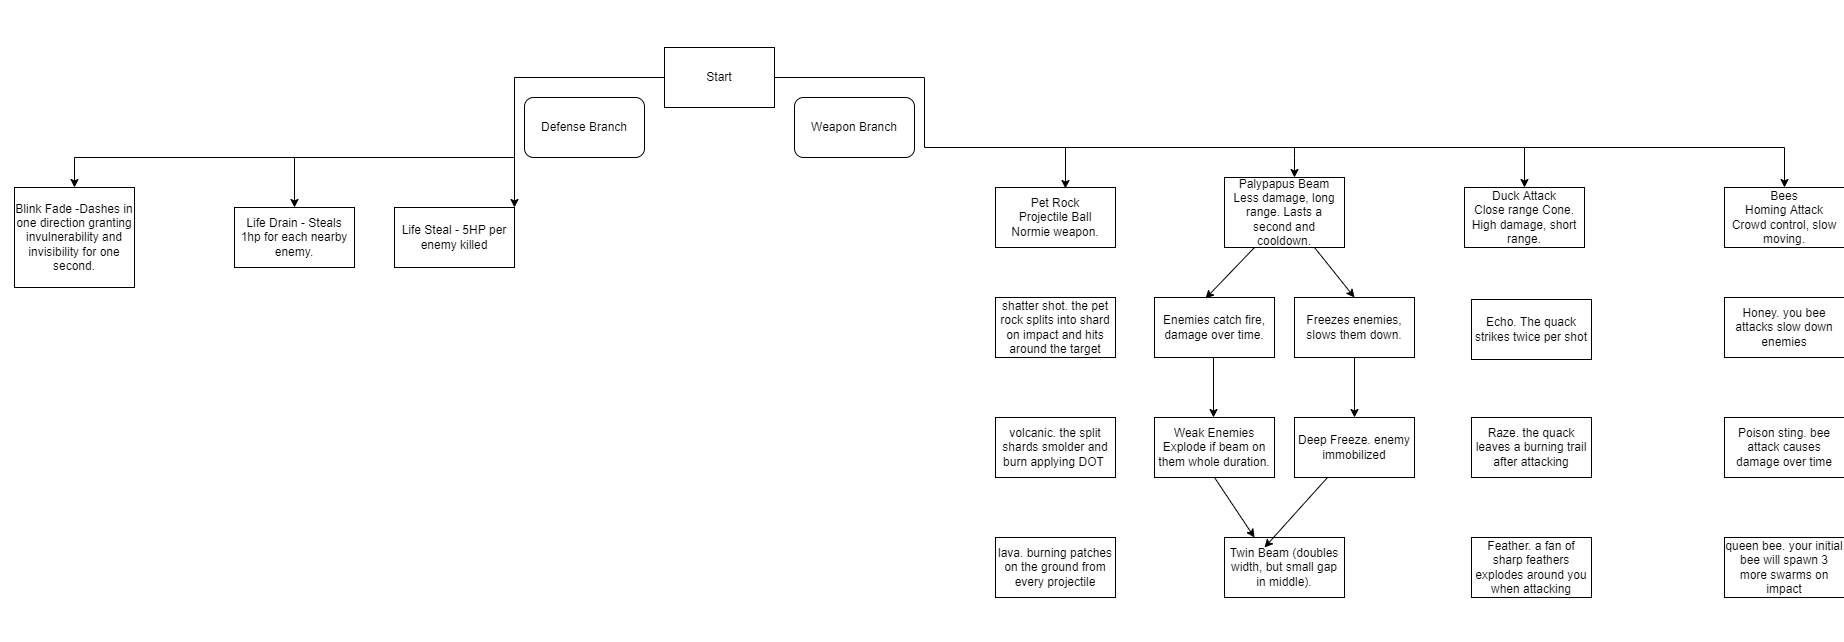 Start
Defense Branch
Weapon Branch
Blink Fade -Dashes in
one direction granting
invulnerability and
invisibility for one
second.
Life Drain - Steals
1hp for each nearby
enemy.
Life Steal - 5HP per
enemy killed
Pet Rock
Projectile Ball
Normie weapon.
Palypapus Beam
Less damage, long
range. Lasts a
second and
cooldown.
Duck Attack
Close range Cone.
High damage, short
range.
Bees
Homing Attack
Crowd control, slow
moving.
shatter shot. the pet
rock splits into shard
on impact and hits
around the target
Enemies catch fire,
damage over time.
Freezes enemies,
slows them down.
Echo. The quack
strikes twice per shot
Honey. you bee
attacks slow down
enemies
volcanic. the split
shards smolder and
burn applying DOT
Weak Enemies
Explode if beam on
them whole duration.
Deep Freeze. enemy
immobilized
Raze. the quack
leaves a burning trail
after attacking
Poison sting. bee
attack causes
damage over time
lava. burning patches
on the ground from
every projectile
Twin Beam (doubles
width, but small gap
in middle).
Feather. a fan of
sharp feathers
explodes around you
when attacking
queen bee. your initial
bee will spawn 3
more swarms on
impact